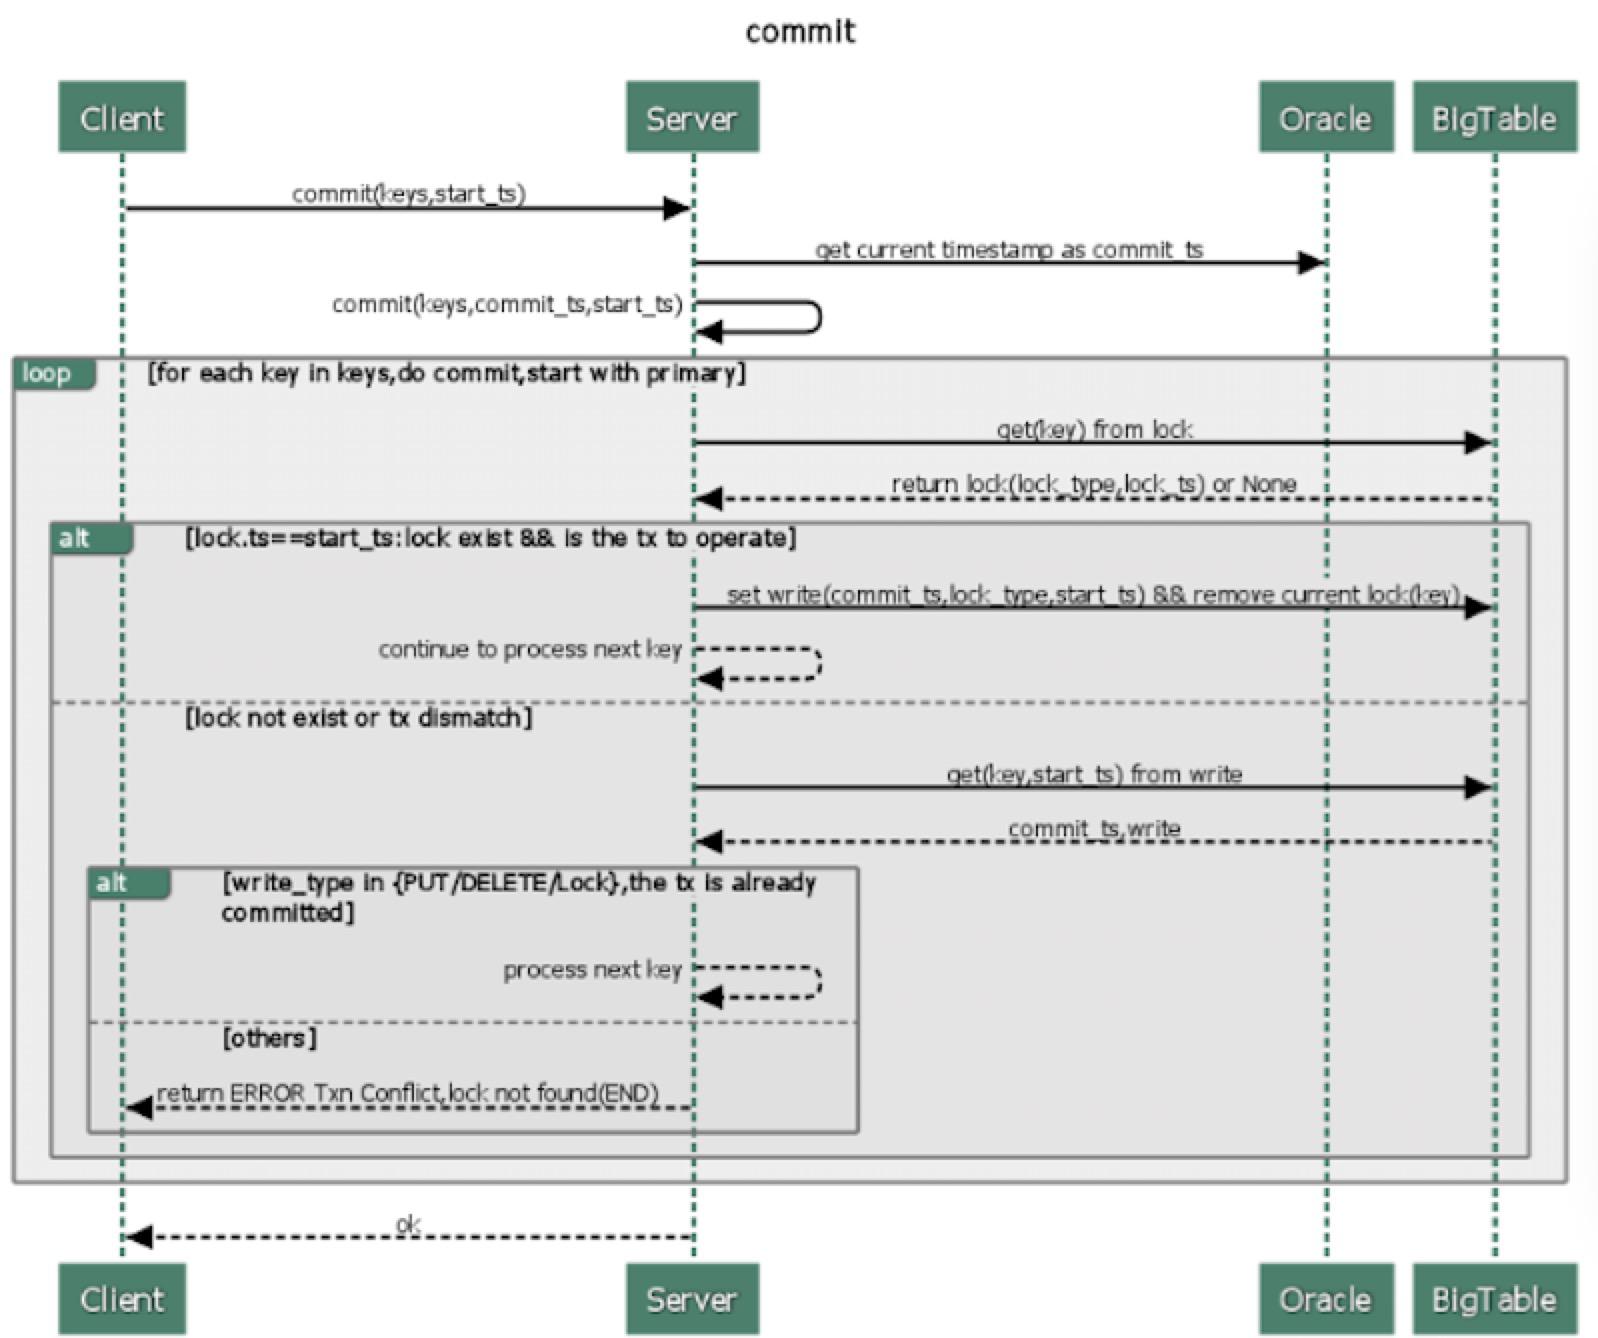 commit
Client
Server
Oracle
BigTable
commit(keys,start_ts)
get current timestamp as commit_ts
commit(keys,commit_ts,start_ts)
loop
[for each key in keys,do commit,start with primary]
get(key) from lock
return lock(lock_type,lock_ts) or None
alt
[lock.ts==start_ts:lock exist && is the tx to operate]
set write(commit_ts,lock_type,start_ts) && remove current lock(key)
continue to process next key
[lock not exist or tx dismatch]
get(key,start_ts) from write
commit_ts,write
alt
[write_type in {PUT/DELETE/Lock},the tx is already
committed]
process next key
[others]
return ERROR Txn Conflict,lock not found(END)
ok
Client
Server
Oracle
BigTable